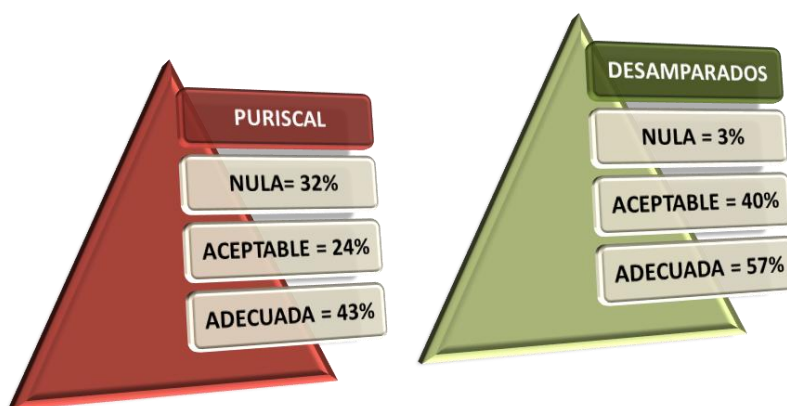 PURISCAL
NULA= 32%
ACEPTABLE = 24%
ADECUADA = 43%
DESAMPARADOS
NULA = 3%
ACEPTABLE = 40%
ADECUADA = 57%